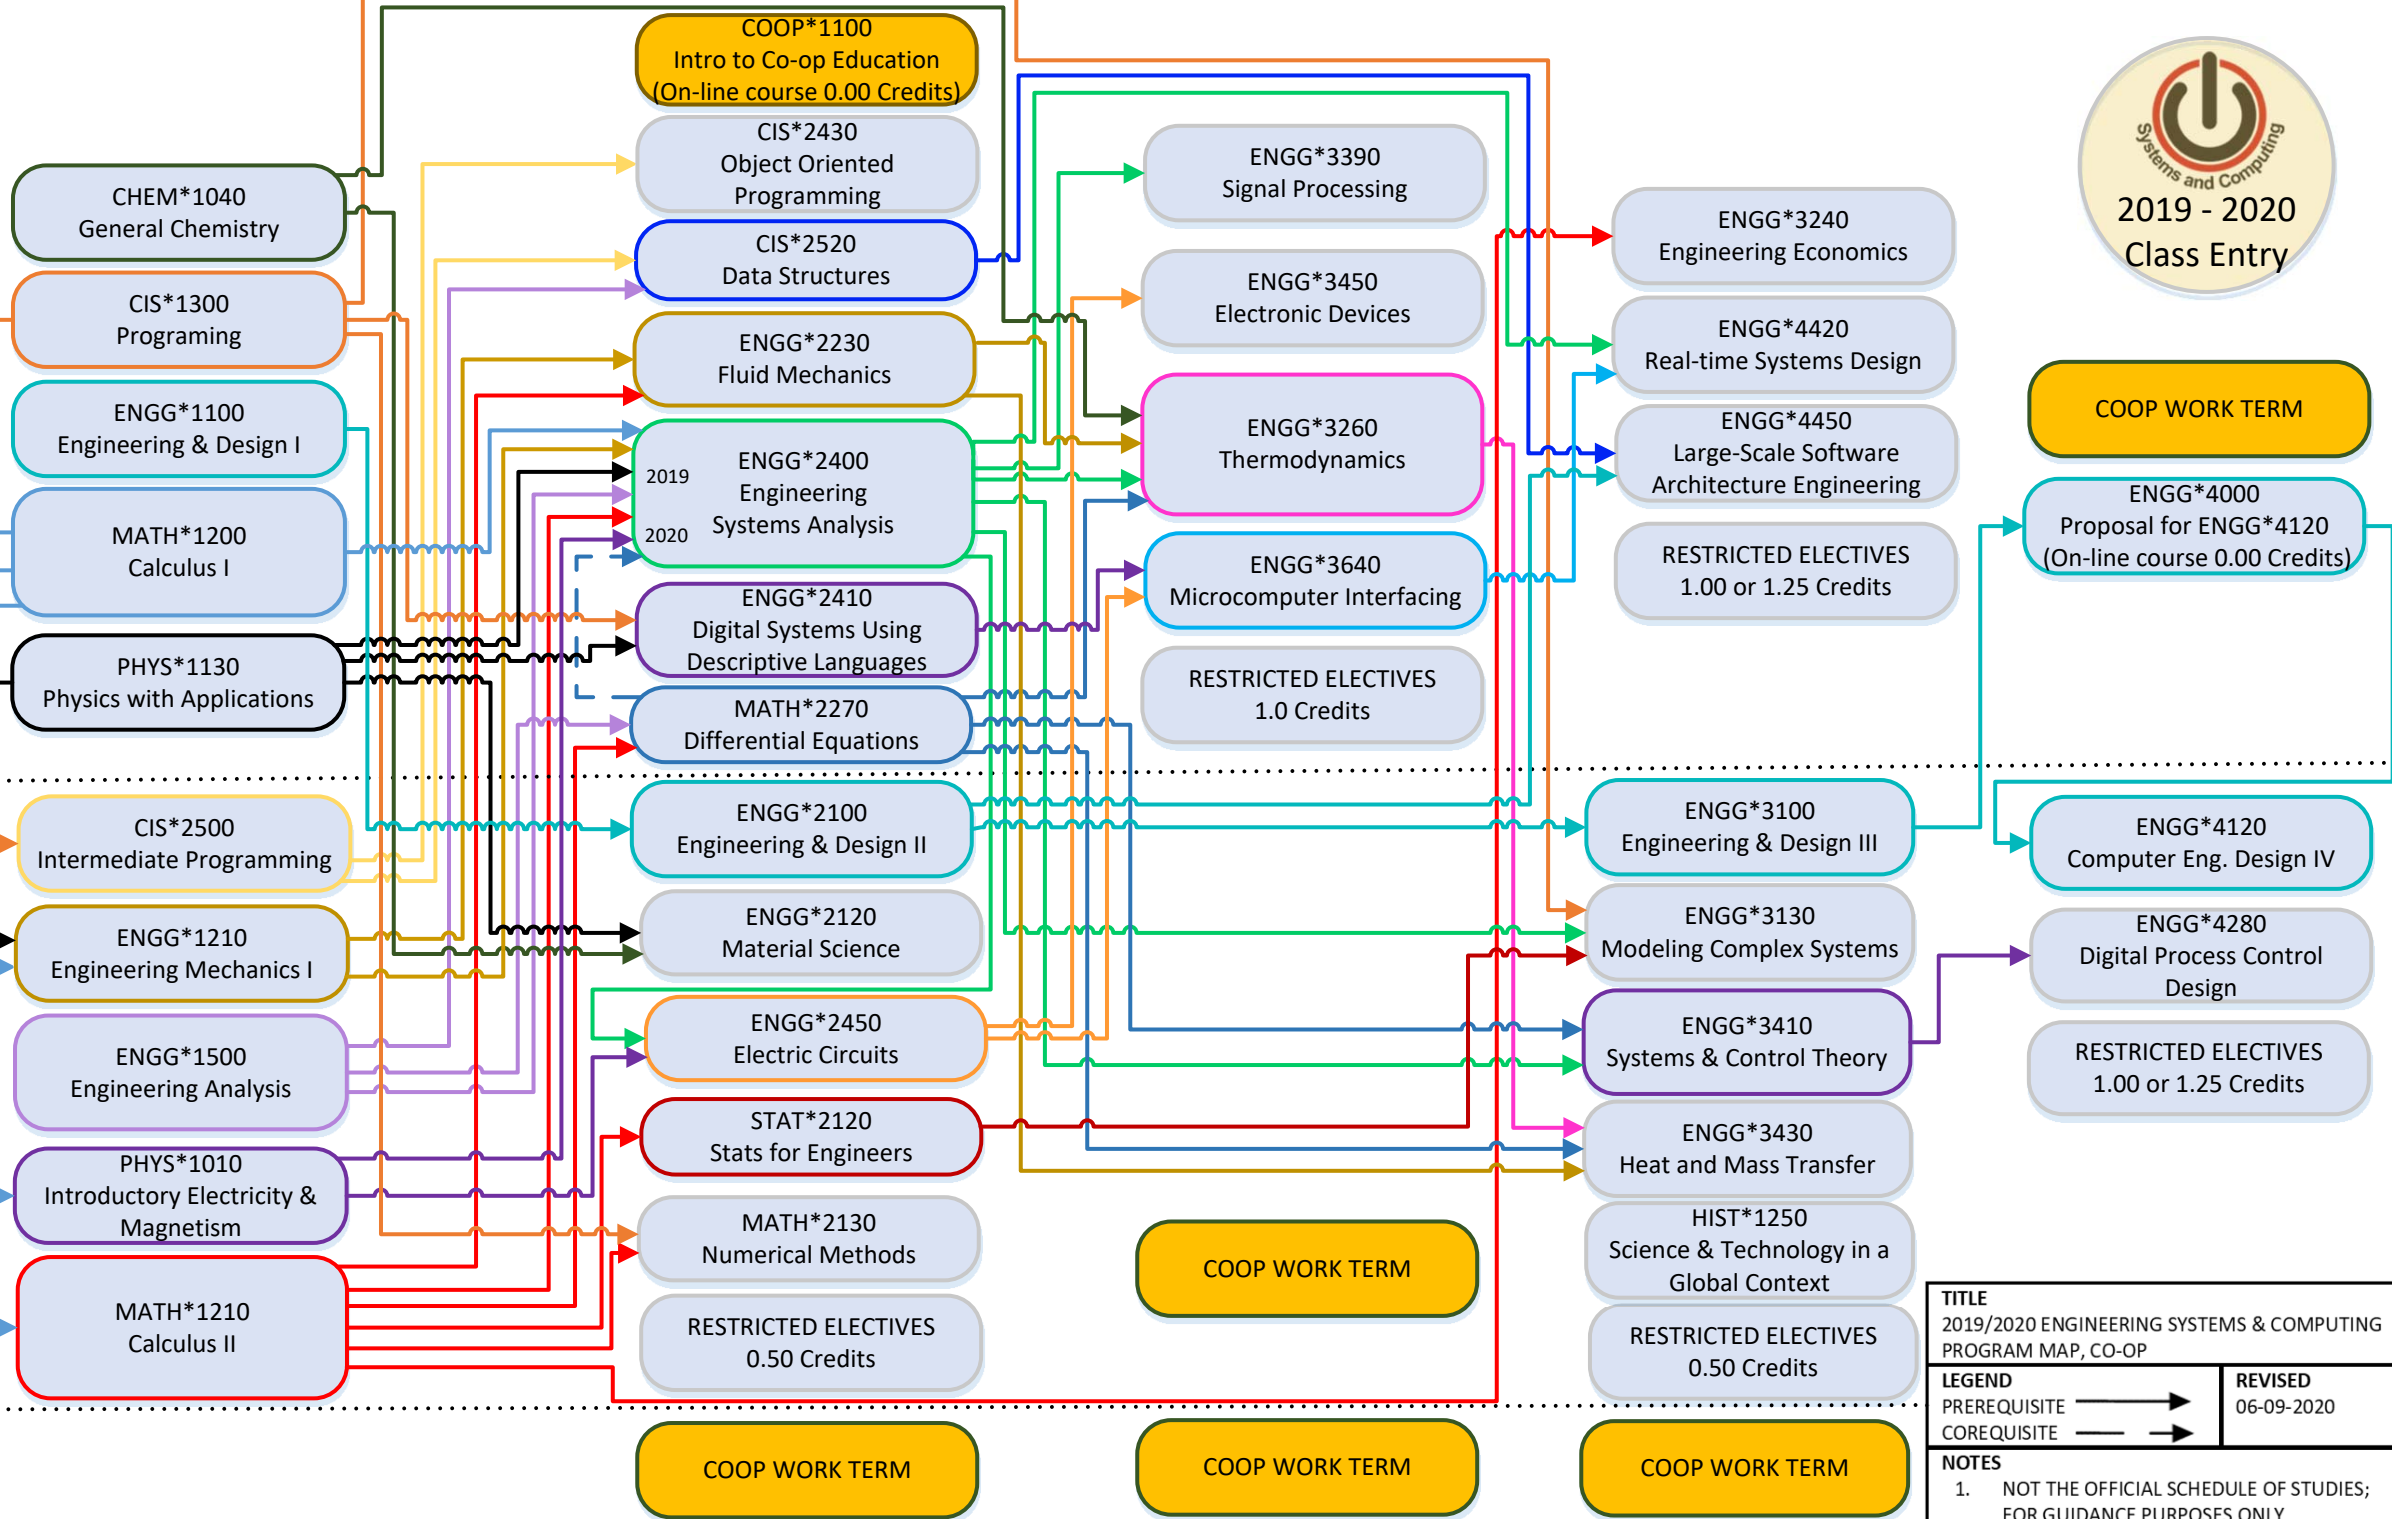 COOP*1100
Intro to Co-op Education
(On-line course 0.00 Credits)
CIS*2430
Object Oriented
Programming
CHEM*1040
General Chemistry
CIS*2520
Data Structures
CIS*1300
Programing
ENGG*2230
Fluid Mechanics
ENGG*1100
Engineering & Design I
2019
2020
ENGG*2400
Engineering
Systems Analysis
MATH*1200
Calculus I
ENGG*2410
Digital Systems Using
Descriptive Languages
PHYS*1130
Physics with Applications
MATH*2270
Differential Equations
ENGG*3390
Signal Processing
ENGG*3450
Electronic Devices
ENGG*3260
Thermodynamics
ENGG*3640
Microcomputer Interfacing
RESTRICTED ELECTIVES
1.0 Credits
ENGG*3240
Engineering Economics
ENGG*4420
Real-time Systems Design
ENGG*4450
Large-Scale Software
Architecture Engineering
RESTRICTED ELECTIVES
1.00 or 1.25 Credits
Systems and Computing
2019 - 2020
Class Entry
COOP WORK TERM
ENGG*4000
Proposal for ENGG*4120
(On-line course 0.00 Credits)
CIS*2500
Intermediate Programming
ENGG*1210
Engineering Mechanics I
ENGG*1500
Engineering Analysis
PHYS*1010
Introductory Electricity &
Magnetism
MATH*1210
Calculus II
ENGG*2100
Engineering & Design II
ENGG*2120
Material Science
ENGG*2450
Electric Circuits
STAT*2120
Stats for Engineers
MATH*2130
Numerical Methods
RESTRICTED ELECTIVES
0.50 Credits
COOP WORK TERM
ENGG*3100
Engineering & Design III
ENGG*3130
Modeling Complex Systems
ENGG*3410
Systems & Control Theory
ENGG*3430
Heat and Mass Transfer
HIST*1250
Science & Technology in a
Global Context
RESTRICTED ELECTIVES
0.50 Credits
ENGG*4120
Computer Eng. Design IV
ENGG*4280
Digital Process Control
Design
RESTRICTED ELECTIVES
1.00 or 1.25 Credits
COOP WORK TERM
COOP WORK TERM
COOP WORK TERM
TITLE
2019/2020 ENGINEERING SYSTEMS & COMPUTING
PROGRAM MAP, CO-OP
LEGEND
PREREQUISITE
COREQUISITE
REVISED
06-09-2020
NOTES
1. NOT THE OFFICIAL SCHEDULE OF STUDIES;
FOR GUIDANCE PURPOSES ONLY